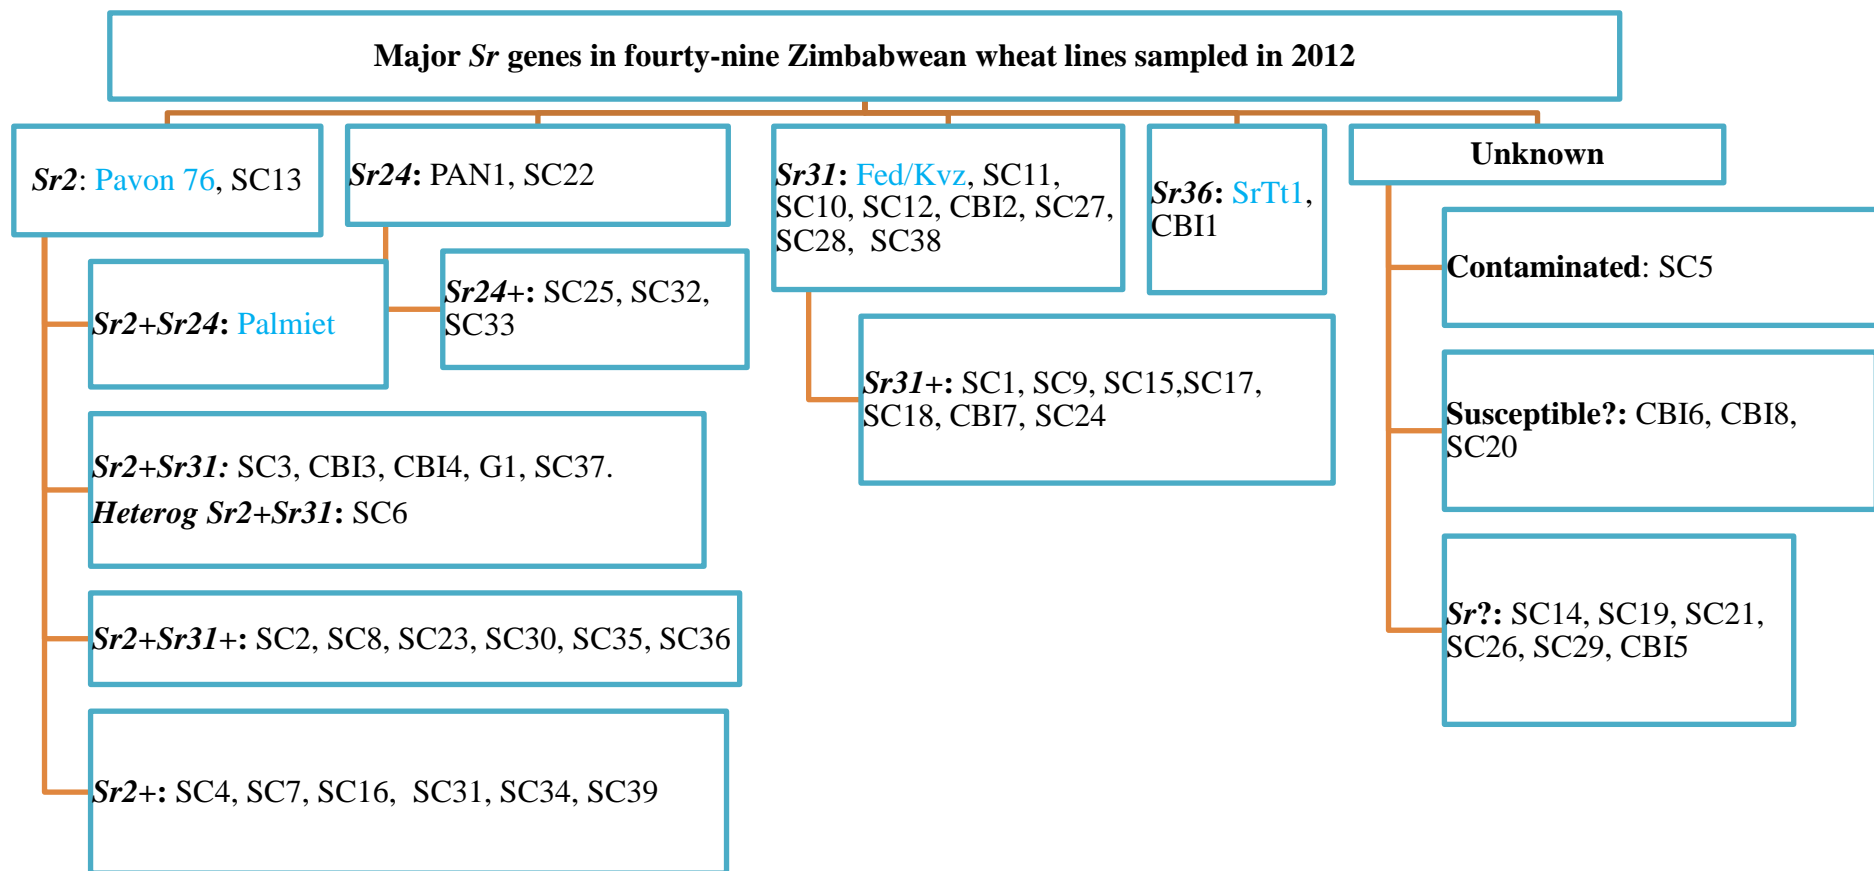 Major Sr genes in fourty-nine Zimbabwean wheat lines sampled in 2012
Sr2: Pavon 76, SC13
Sr2+Sr24: Palmiet
Sr2+Sr31: SC3, CBI3, CBI4, G1, SC37.
Heterog Sr2+Sr31: SC6
Sr2+Sr31+: SC2, SC8, SC23, SC30, SC35, SC36
Sr2+: SC4, SC7, SC16, SC31, SC34, SC39
Sr24: PAN1, SC22
Sr24+: SC25, SC32,
SC33
Sr31: Fed/Kvz, SC11,
SC10, SC12, CBI2, SC27,
SC28, SC38
Sr31+: SC1, SC9, SC15,SC17,
SC18, CBI7, SC24
Sr36: SrTt1,
CBI1
Unknown
Contaminated: SC5
Susceptible?: CBI6, CBI8,
SC20
Sr?: SC14, SC19, SC21,
SC26, SC29, CBI5